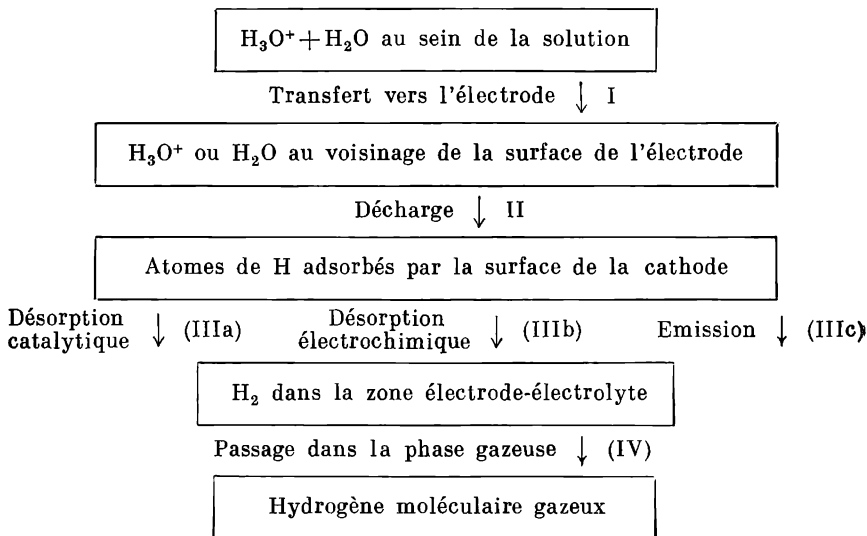 H₃O⁺+H₂O au sein de la solution
Transfert vers l'électrode ↓ I
H₃O⁺ ou H₂O au voisinage de la surface de l'électrode
Décharge ↓ II
Atomes de H adsorbés par la surface de la cathode
Désorption catalytique ↓ (IIIa)
Désorption électrochimique ↓ (IIIb)
Emission ↓ (IIIc)
H₂ dans la zone électrode-électrolyte
Passage dans la phase gazeuse ↓ (IV)
Hydrogène moléculaire gazeux